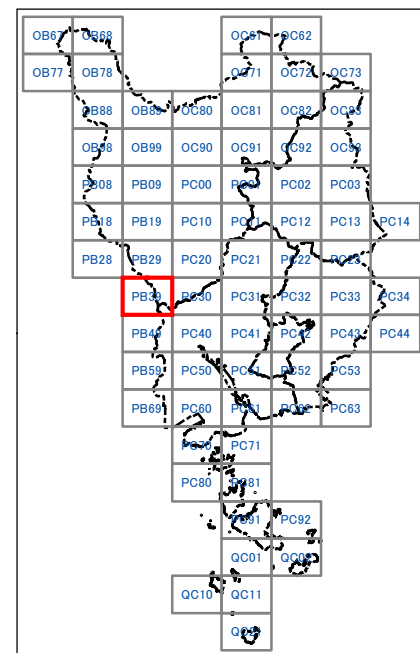 OB67 OB68 OC61 OC62
OB77 OB78 OC71 OC72 OC73
OB88 OB89 OC80 OC81 OC82 OC83
OB98 OB99 OC90 OC91 OC92 OC93
PB08 PB09 PC00 PC01 PC02 PC03
PB18 PB19 PC10 PC11 PC12 PC13 PC14
PB28 PB29 PC20 PC21 PC22 PC23
PB39 PC30 PC31 PC32 PC33 PC34
PB49 PC40 PC41 PC42 PC43 PC44
PB59 PC50 PC51 PC52 PC53
PB69 PC60 PC61 PC62 PC63
PC70 PC71
PC80 PC81
PC91 PC92
QC01 QC02
QC10 QC11
QC21